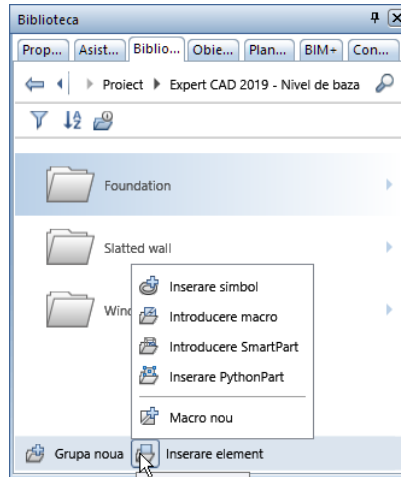 Biblioteca
Prop... Asist... Biblio... Obie... Plan... BIM+ Con...
Proiect Expert CAD 2019 - Nivel de baza
Foundation
Slatted wall
Wind
Inserare simbol
Introducere macro
Introducere SmartPart
Inserare PythonPart
Macro nou
Grupa noua Inserare element